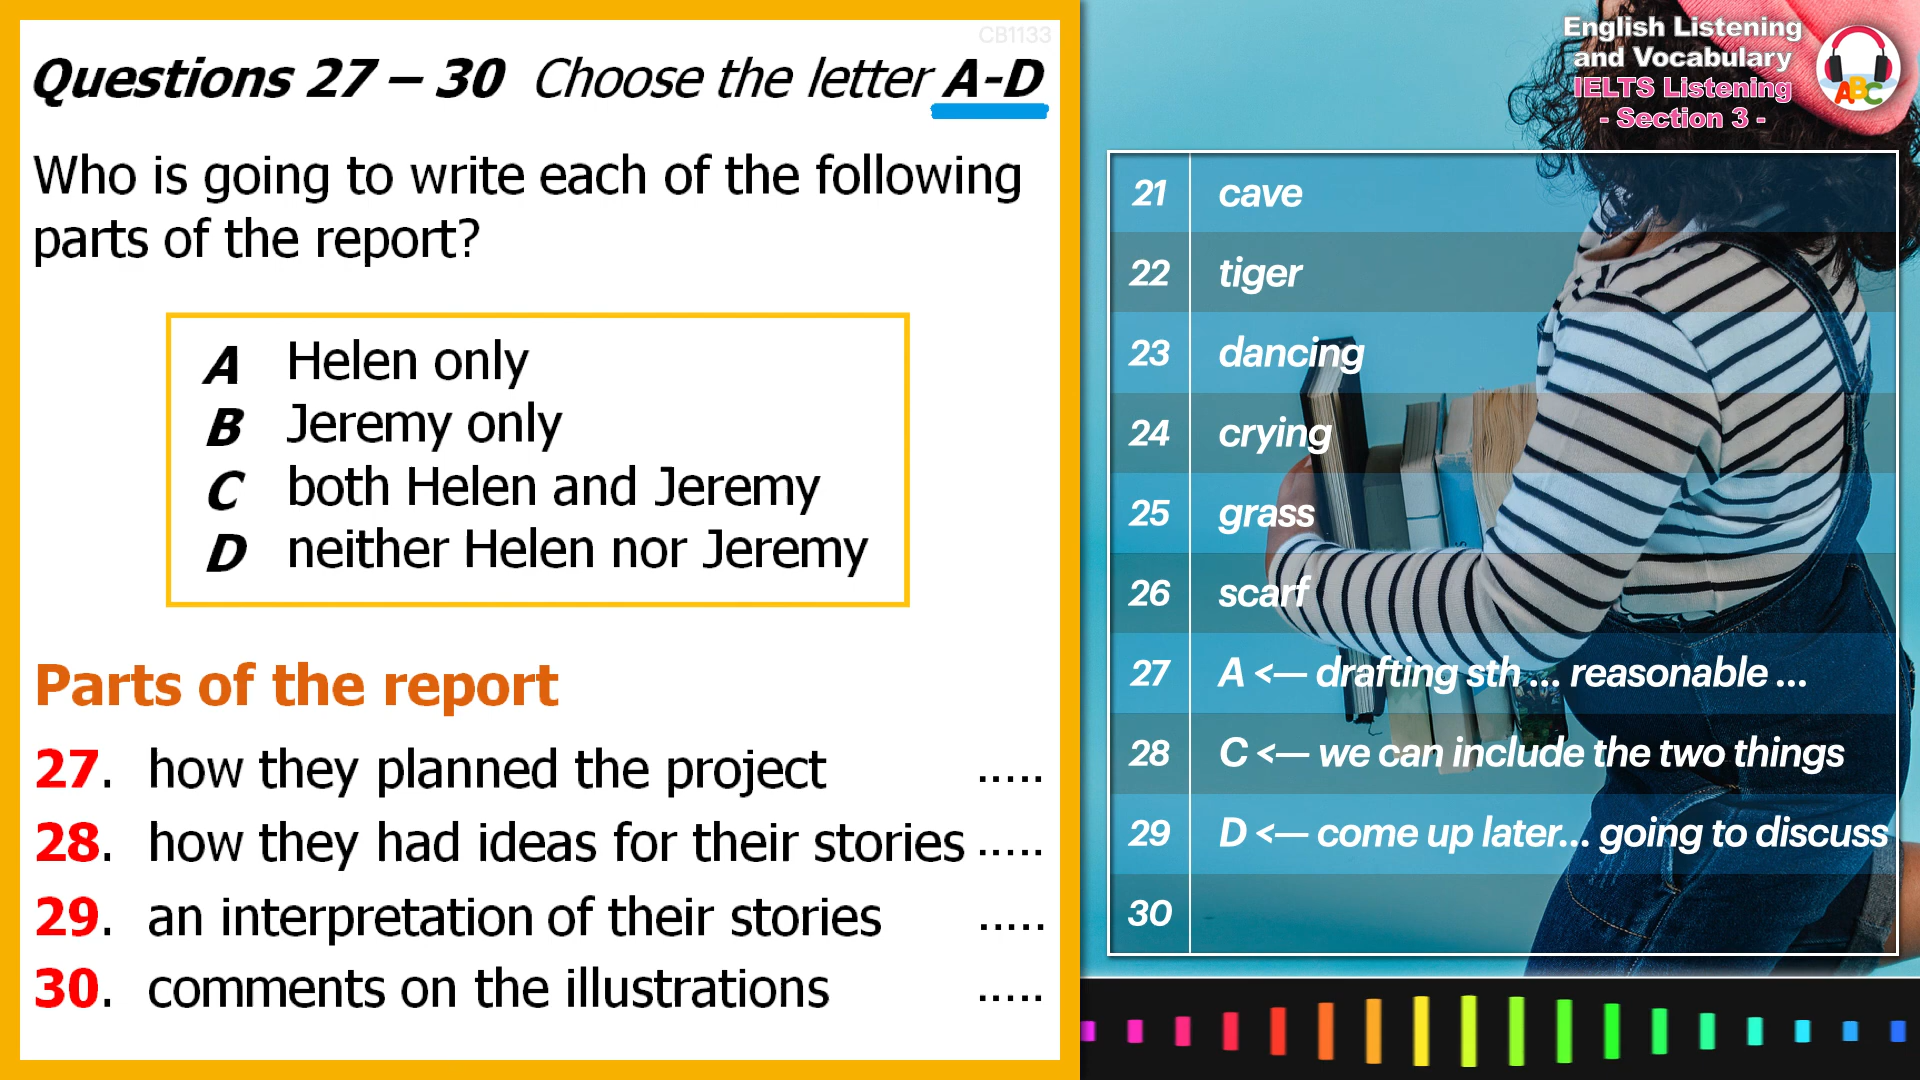 CB1133
Questions 27 – 30 Choose the letter A-D
Who is going to write each of the following
parts of the report?
A Helen only
B Jeremy only
C both Helen and Jeremy
D neither Helen nor Jeremy
Parts of the report
27. how they planned the project .....
28. how they had ideas for their stories .....
29. an interpretation of their stories .....
30. comments on the illustrations .....
English Listening
and Vocabulary
IELTS Listening
- Section 3 -
ABC
21 cave
22 tiger
23 dancing
24 crying
25 grass
26 scarf
27 A <— drafting sth ... reasonable ...
28 C <— we can include the two things
29 D <— come up later... going to discuss
30